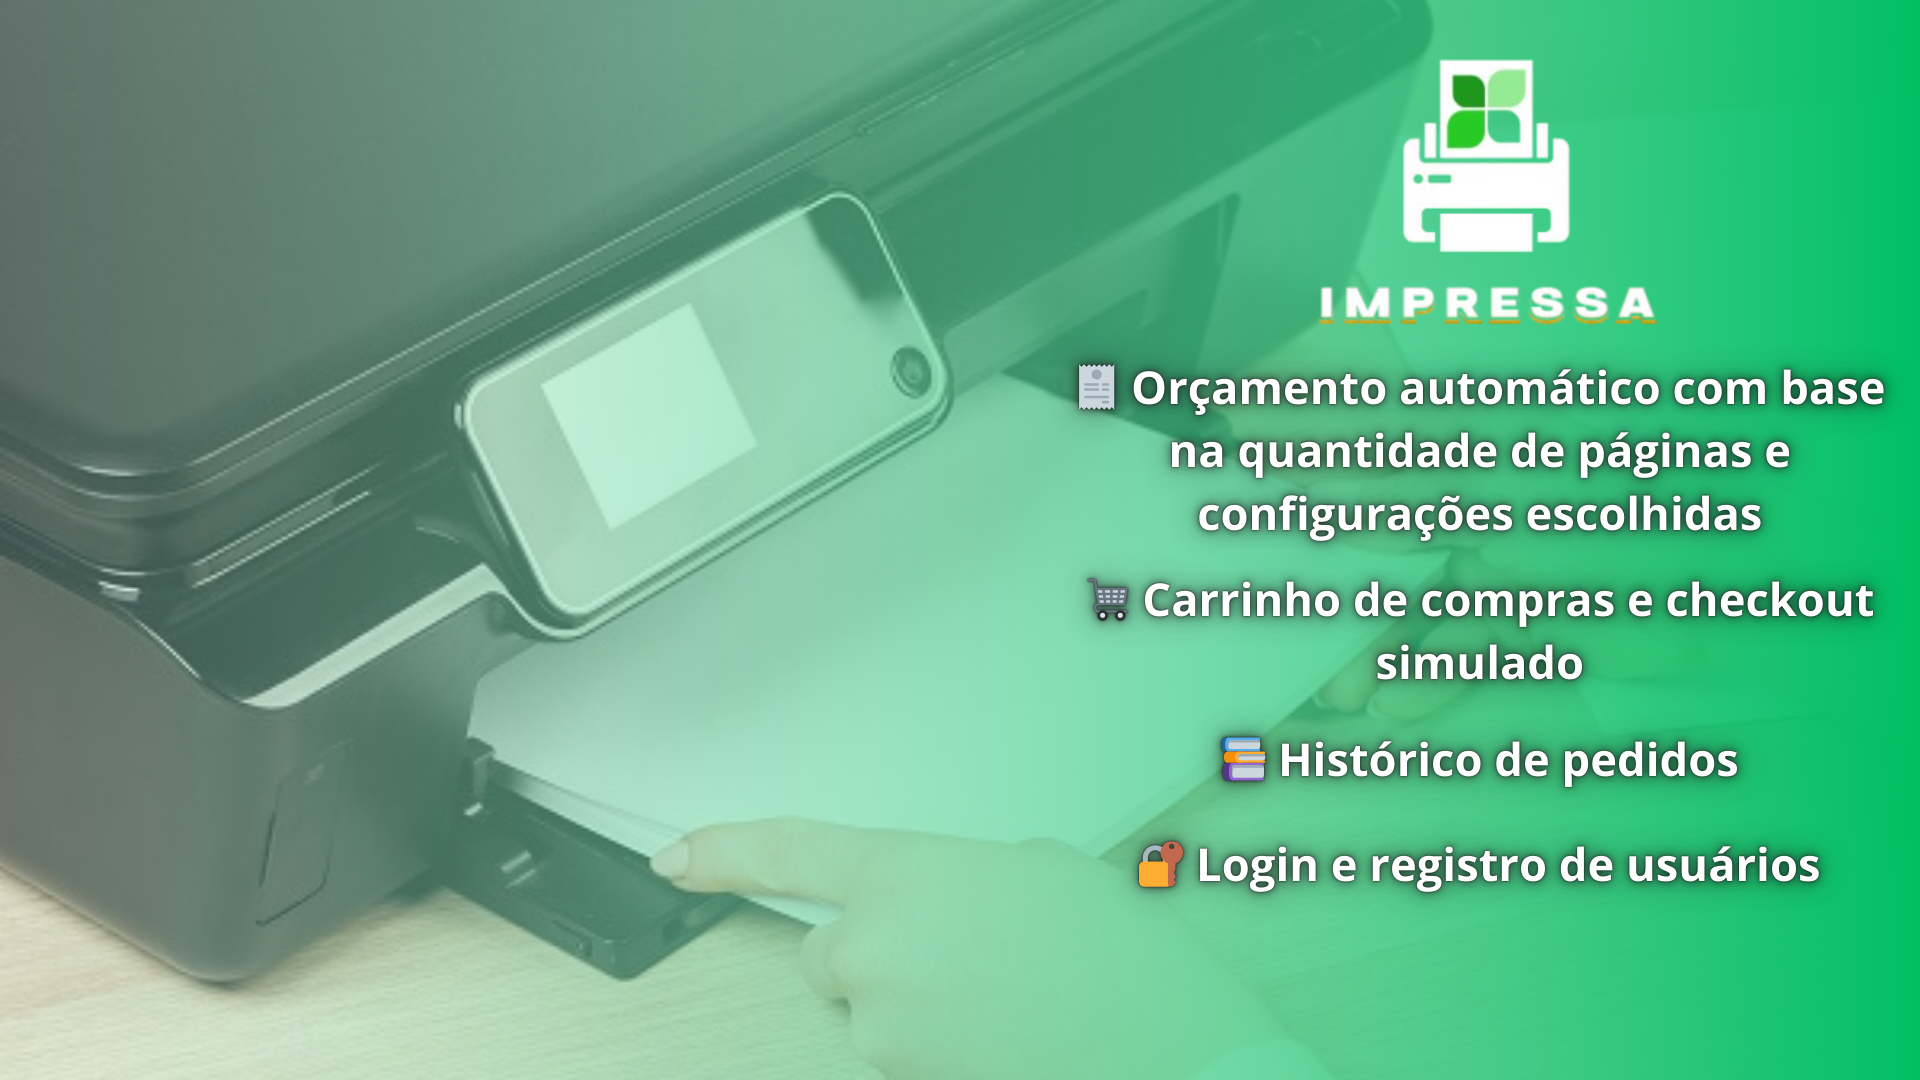 IMPRESSA
🧾 Orçamento automático com base
na quantidade de páginas e
configurações escolhidas
🛒 Carrinho de compras e checkout
simulado
📚 Histórico de pedidos
🔐 Login e registro de usuários